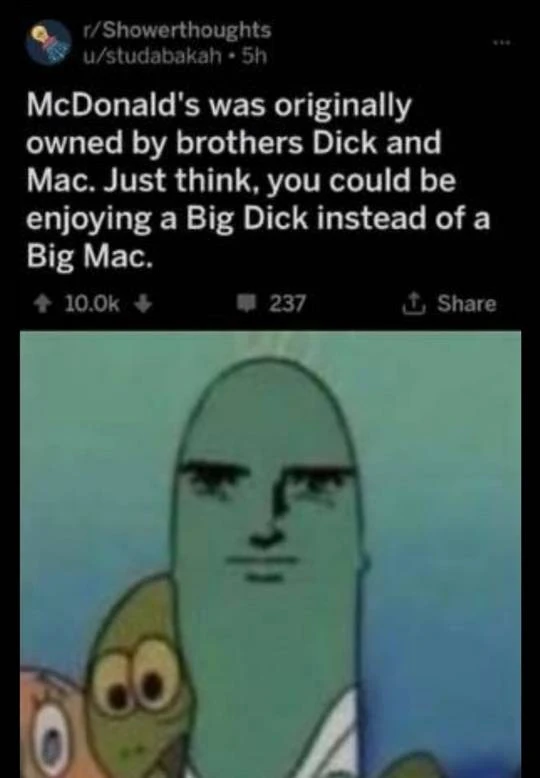 r/Showerthoughts
u/studabakah • 5h
McDonald's was originally
owned by brothers Dick and
Mac. Just think, you could be
enjoying a Big Dick instead of a
Big Mac.
10.0k 237 Share